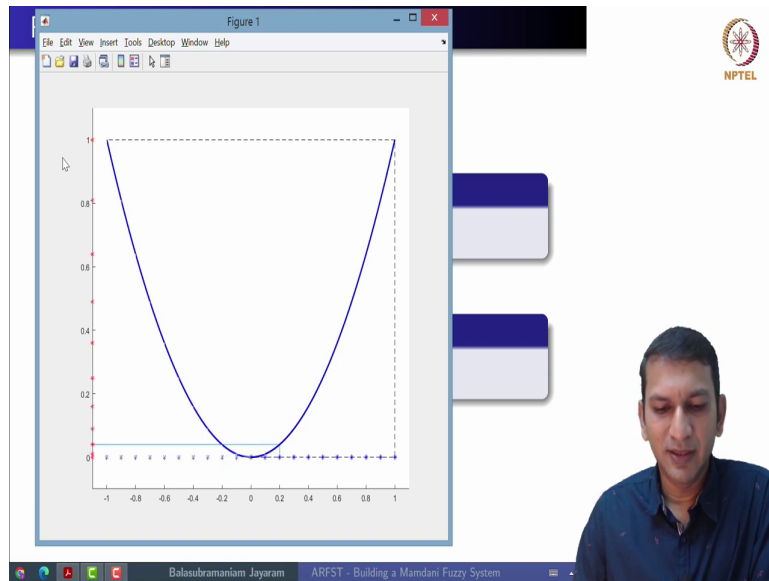 Figure 1
File Edit View Insert Tools Desktop Window Help
NPTEL
1
0.8
0.6
0.4
0.2
0
-1 -0.8 -0.6 -0.4 -0.2 0 0.2 0.4 0.6 0.8 1
Balasubramaniam Jayaram ARFST - Building a Mamdani Fuzzy System